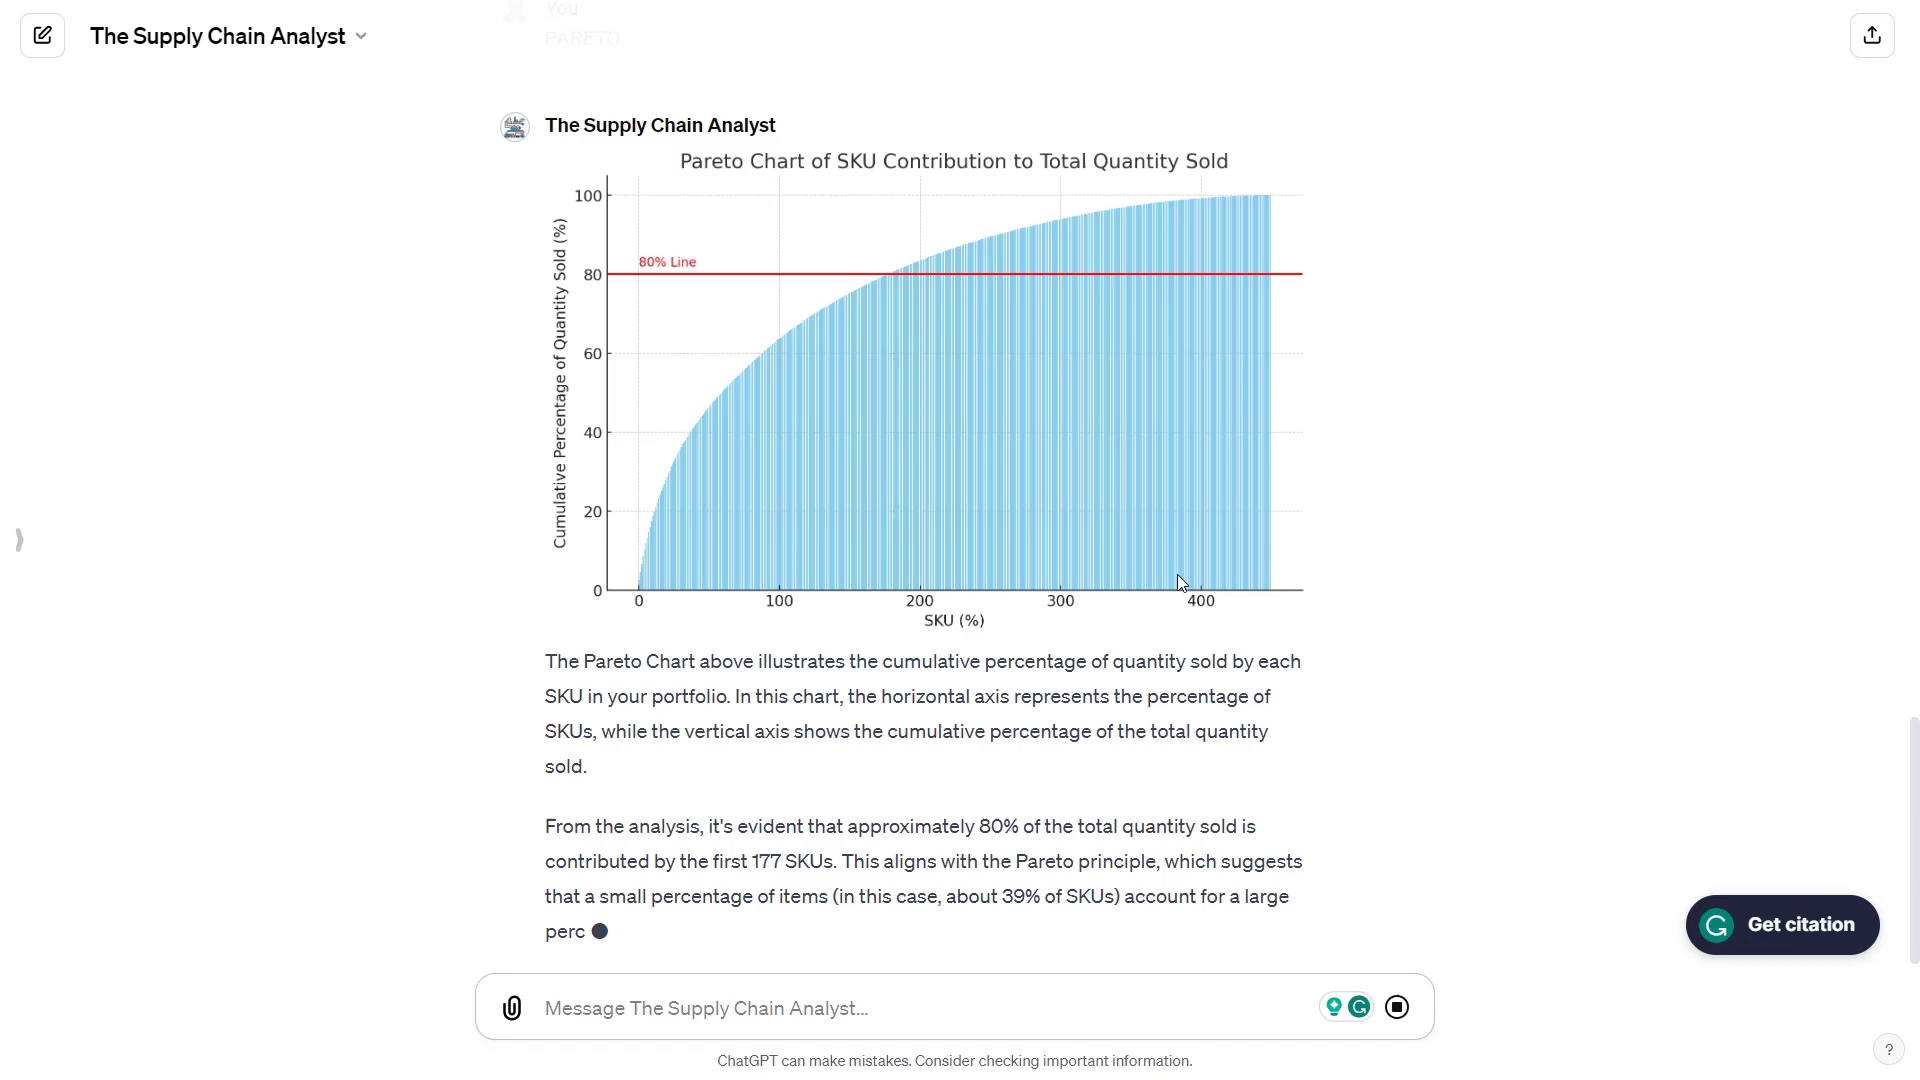 You
PARETO
The Supply Chain Analyst
The Supply Chain Analyst
Pareto Chart of SKU Contribution to Total Quantity Sold
Cumulative Percentage of Quantity Sold (%)
100
80
60
40
20
0
80% Line
0 100 200 300 400
SKU (%)
The Pareto Chart above illustrates the cumulative percentage of quantity sold by each
SKU in your portfolio. In this chart, the horizontal axis represents the percentage of
SKUs, while the vertical axis shows the cumulative percentage of the total quantity
sold.
From the analysis, it's evident that approximately 80% of the total quantity sold is
contributed by the first 177 SKUs. This aligns with the Pareto principle, which suggests
that a small percentage of items (in this case, about 39% of SKUs) account for a large
perc
Get citation
Message The Supply Chain Analyst...
ChatGPT can make mistakes. Consider checking important information.
?